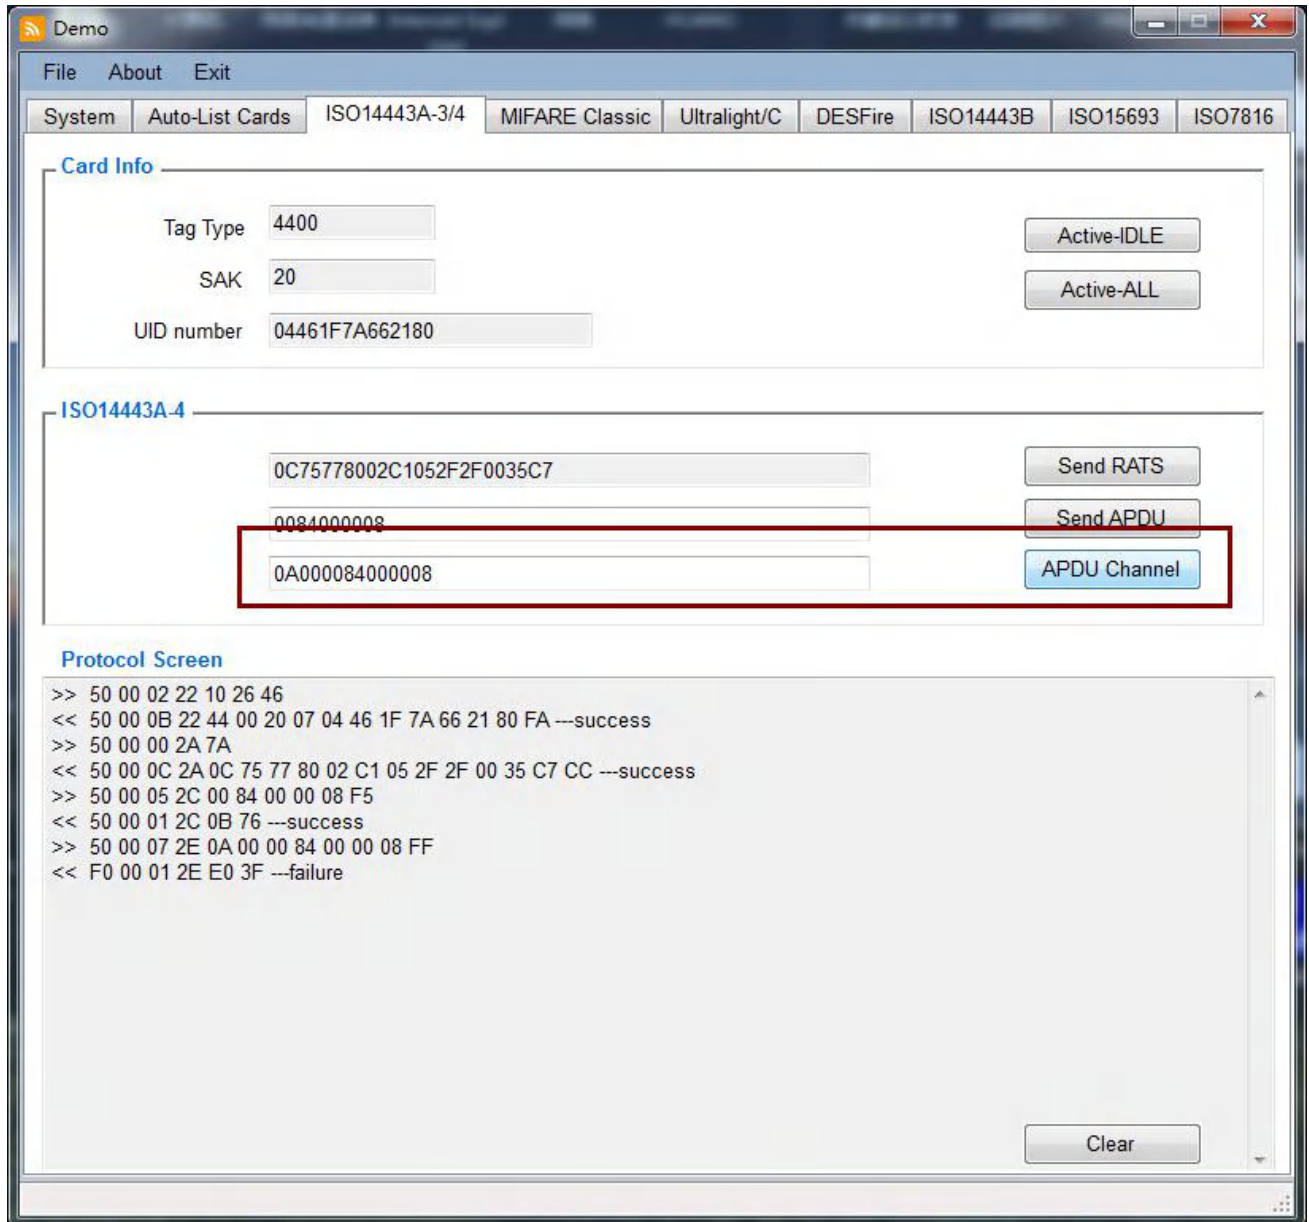 Demo
File About Exit
System Auto-List Cards ISO14443A-3/4 MIFARE Classic Ultralight/C DESFire ISO14443B ISO15693 ISO7816
Card Info
Tag Type 4400 Active-IDLE
SAK 20 Active-ALL
UID number 04461F7A662180
ISO14443A-4
0C75778002C1052F2F0035C7 Send RATS
0084000008 Send APDU
0A000084000008 APDU Channel
Protocol Screen
>> 50 00 02 22 10 26 46
<< 50 00 0B 22 44 00 20 07 04 46 1F 7A 66 21 80 FA ---success
>> 50 00 00 2A 7A
<< 50 00 0C 2A 0C 75 77 80 02 C1 05 2F 2F 00 35 C7 CC ---success
>> 50 00 05 2C 00 84 00 00 08 F5
<< 50 00 01 2C 0B 76 ---success
>> 50 00 07 2E 0A 00 00 84 00 00 08 FF
<< F0 00 01 2E E0 3F ---failure
Clear